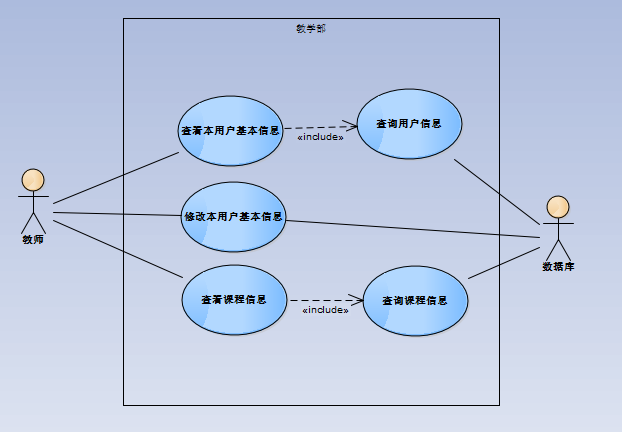 教学部
查看本用户基本信息
«include»
查询用户信息
修改本用户基本信息
教师
数据库
查看课程信息
«include»
查询课程信息